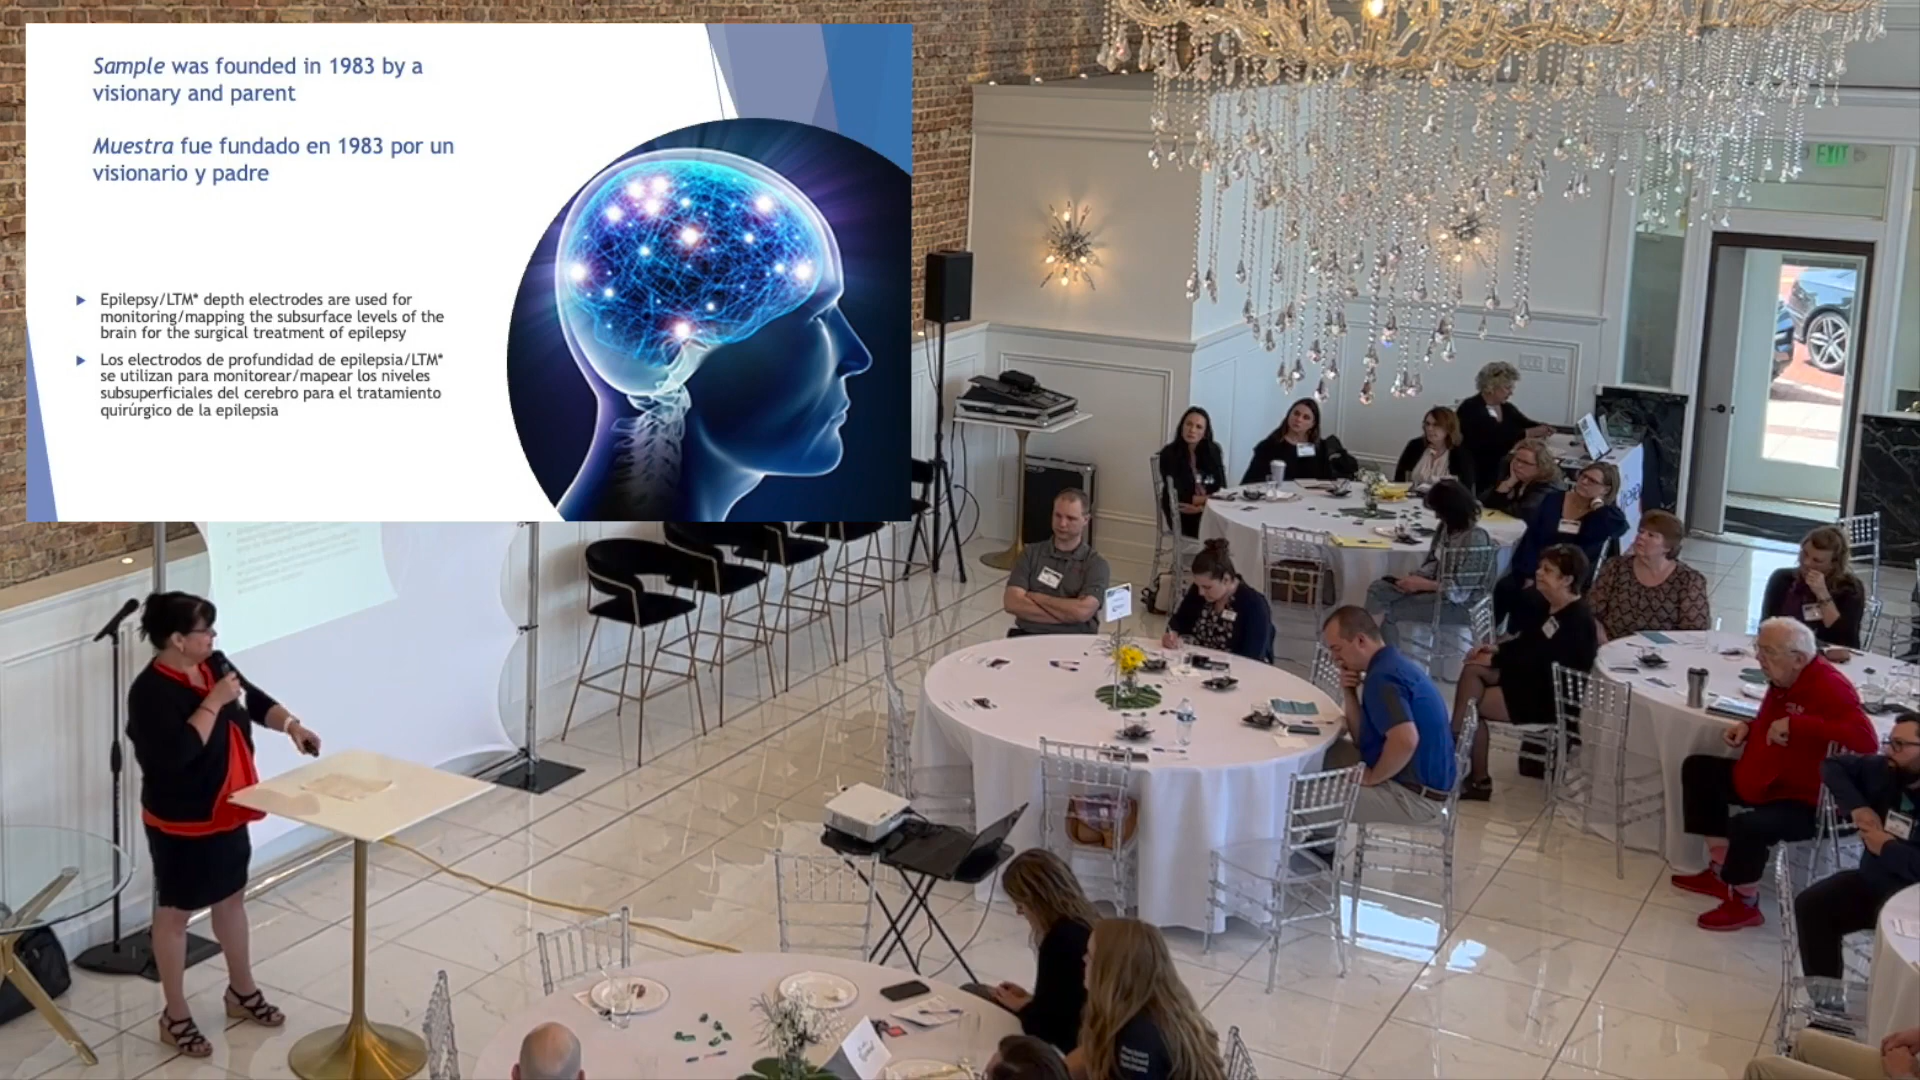 Sample was founded in 1983 by a
visionary and parent
Muestra fue fundado en 1983 por un
visionario y padre
Epilepsy/LTM* depth electrodes are used for
monitoring/mapping the subsurface levels of the
brain for the surgical treatment of epilepsy
Los electrodos de profundidad de epilepsia/LTM*
se utilizan para monitorear/mapear los niveles
subsuperficiales del cerebro para el tratamiento
quirúrgico de la epilepsia
EXIT